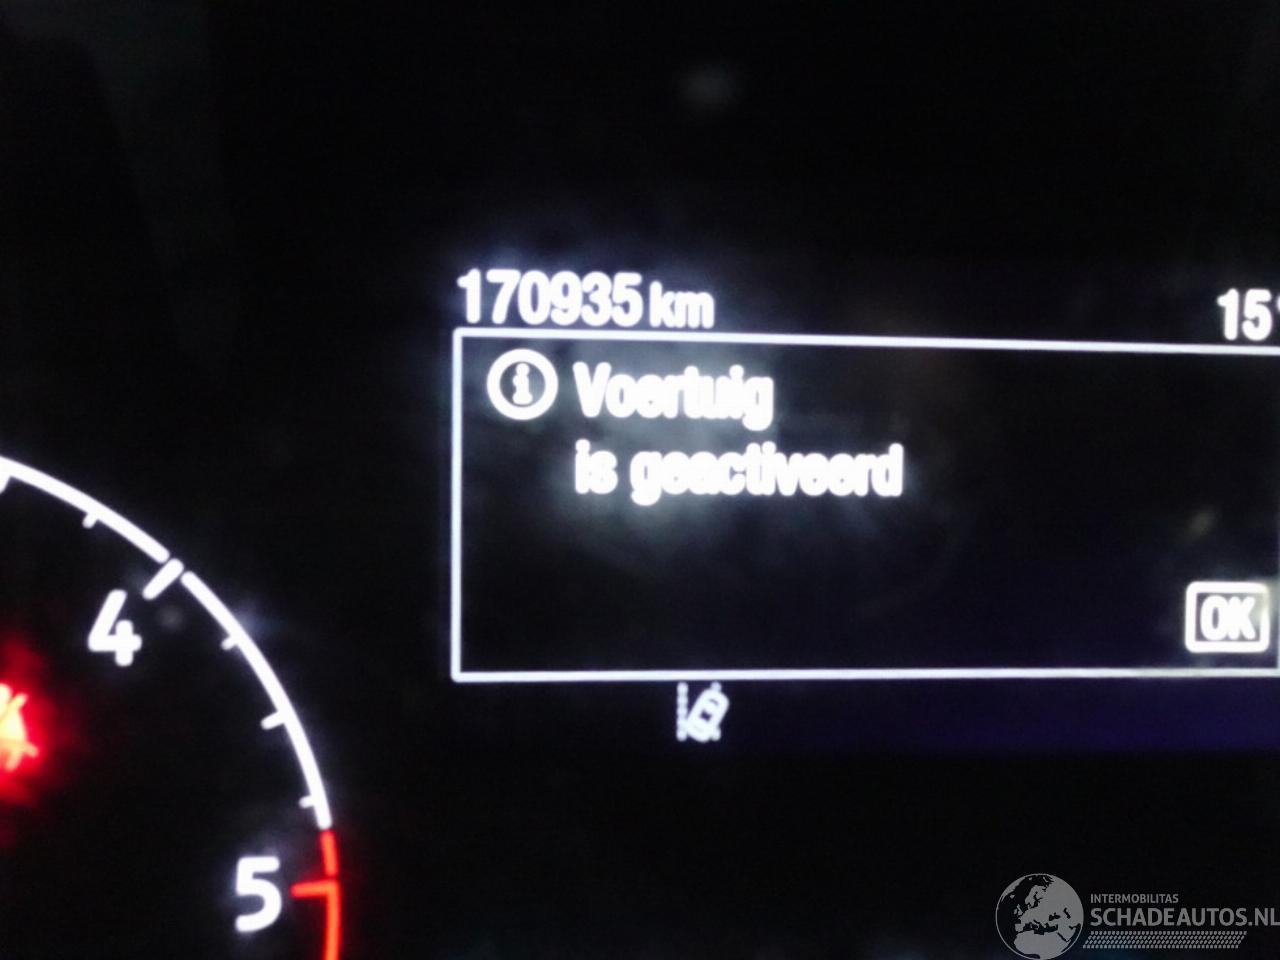 170935 km
15°
i Voertuig
is geactiveerd
OK
4
5
INTERMOBILITAS
SCHADEAUTOS.NL